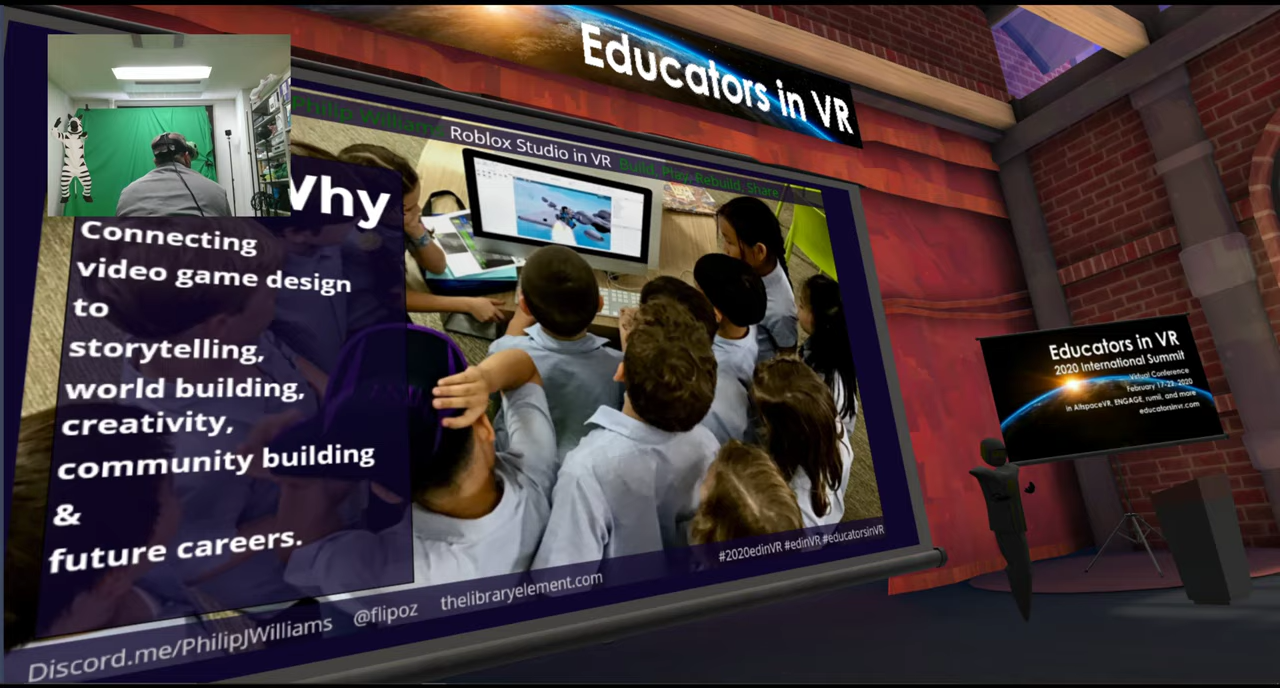 Educators in VR
Philip Williams Roblox Studio in VR Build, Play, Rebuild, Share
Why
Connecting
video game design
to
storytelling,
world building,
creativity,
community building
&
future careers.
#2020edinVR #edinVR #educatorsinVR
Discord.me/PhilipJWilliams @flipoz thelibraryelement.com
Educators in VR
2020 International Summit
Virtual Conference
February 17-22, 2020
in AltspaceVR, ENGAGE, rumii, and more
educatorsinvr.com